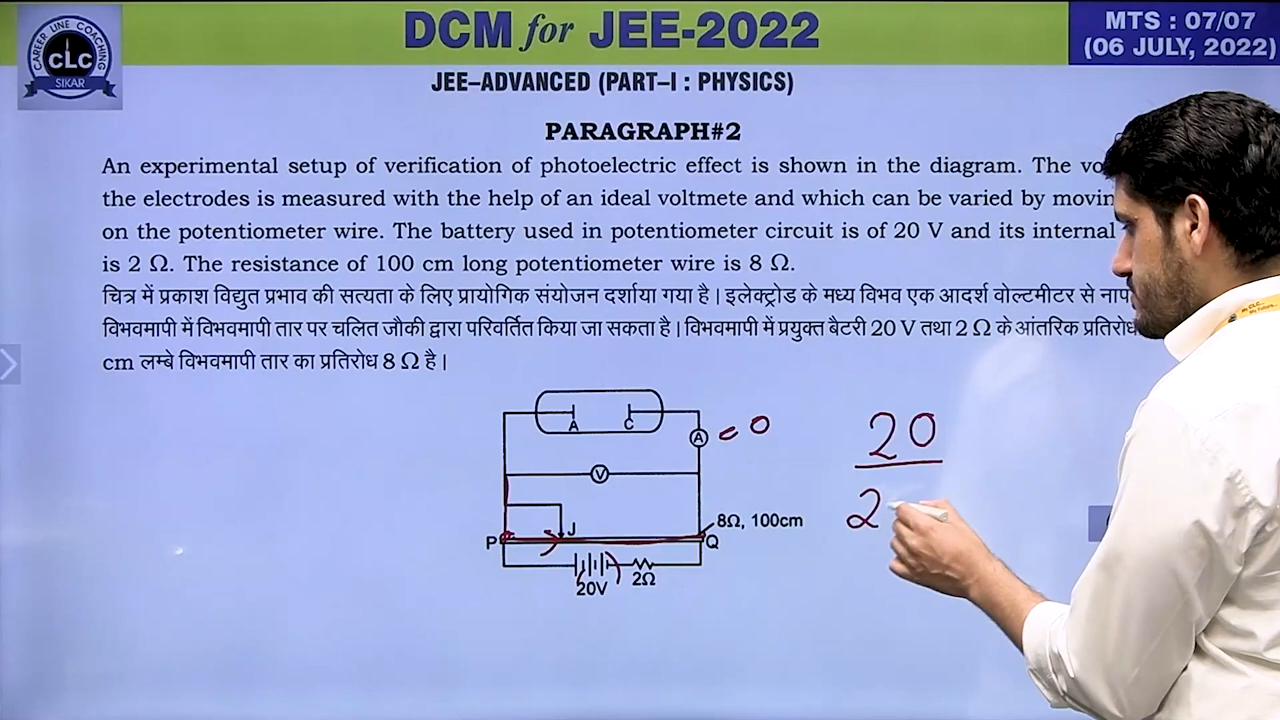 DCM for JEE-2022
MTS : 07/07
(06 JULY, 2022)
CAREER LINE COACHING
CLC
SIKAR
JEE–ADVANCED (PART–I : PHYSICS)
PARAGRAPH#2
An experimental setup of verification of photoelectric effect is shown in the diagram. The
the electrodes is measured with the help of an ideal voltmete and which can be varied by
on the potentiometer wire. The battery used in potentiometer circuit is of 20 V and its internal
is 2 Ω. The resistance of 100 cm long potentiometer wire is 8 Ω.
चित्र में प्रकाश विद्युत प्रभाव की सत्यता के लिए प्रायोगिक संयोजन दर्शाया गया है। इलेक्ट्रोड के मध्य विभव एक आदर्श वोल्टमीटर से
विभवमापी में विभवमापी तार पर चलित जौकी द्वारा परिवर्तित किया जा सकता है। विभवमापी में प्रयुक्त बैटरी 20 V तथा 2 Ω के आंतरिक
cm लम्बे विभवमापी तार का प्रतिरोध 8 Ω है।
A C
A = 0
V
J
8Ω, 100cm
P Q
20V
2Ω
20
2